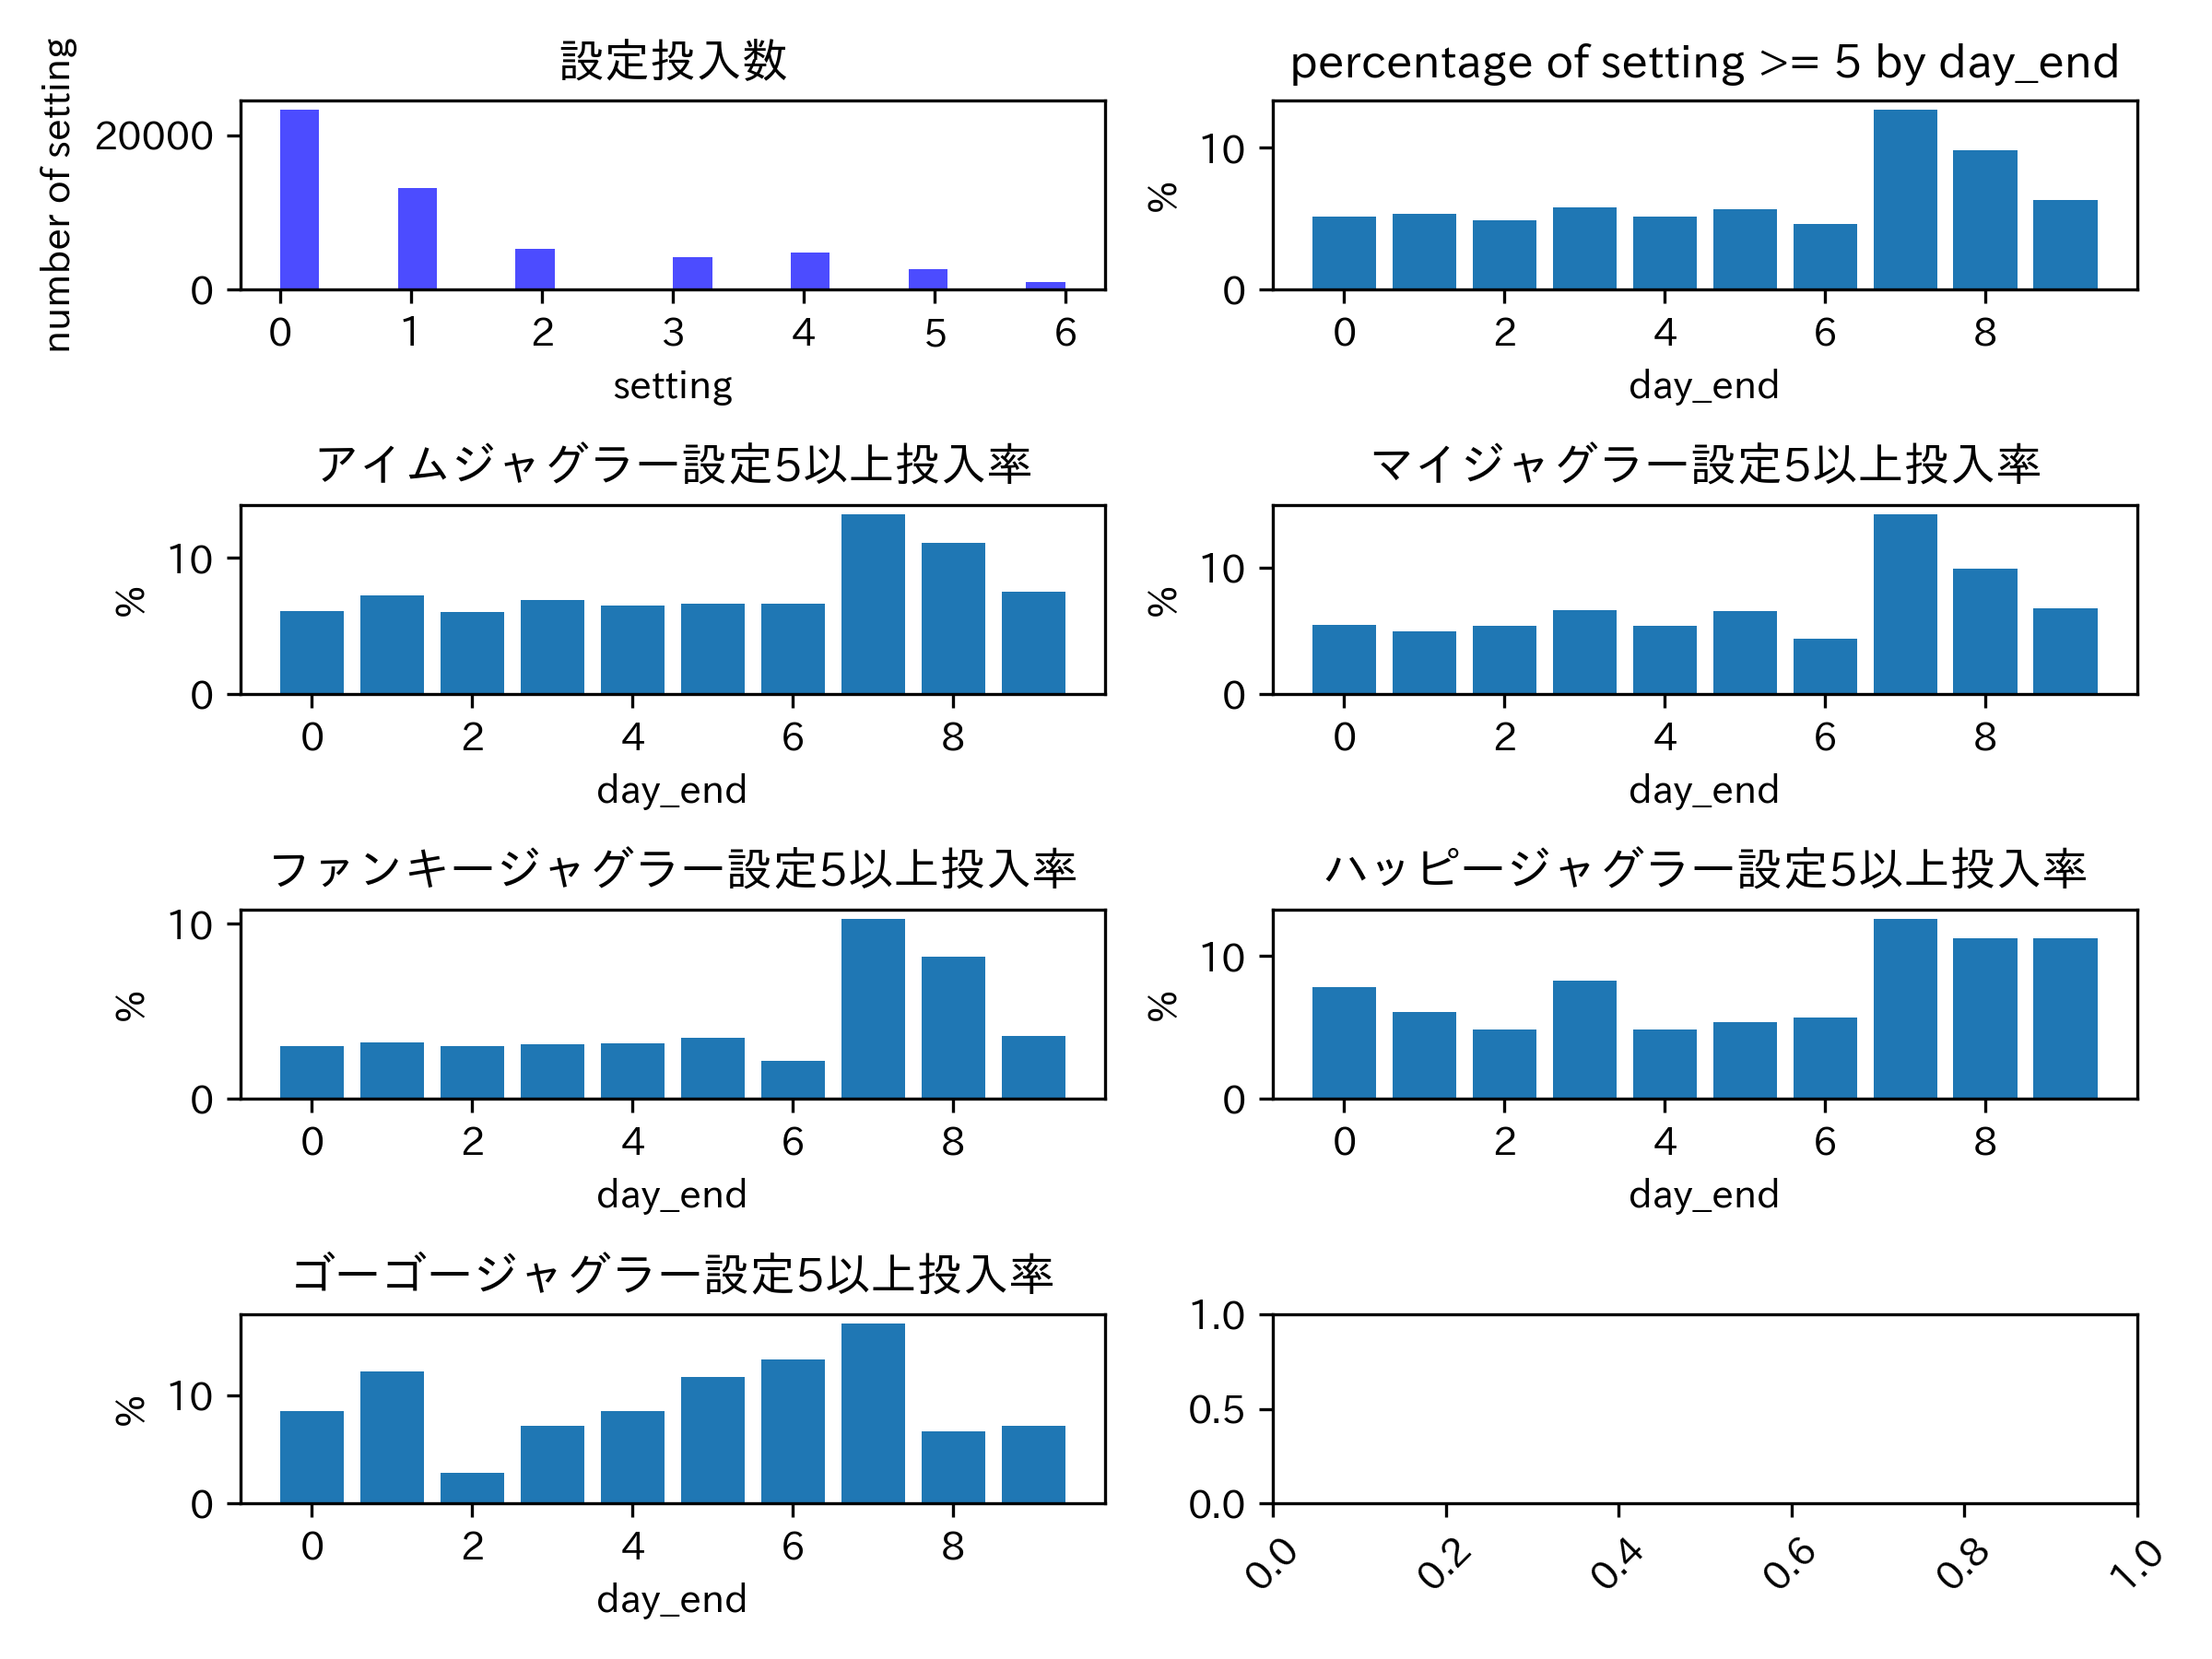 設定投入数
number of setting
20000
0
0 1 2 3 4 5 6
setting
percentage of setting >= 5 by day_end
%
10
0
0 2 4 6 8
day_end
アイムジャグラー設定5以上投入率
%
10
0
0 2 4 6 8
day_end
マイジャグラー設定5以上投入率
%
10
0
0 2 4 6 8
day_end
ファンキージャグラー設定5以上投入率
%
10
0
0 2 4 6 8
day_end
ハッピージャグラー設定5以上投入率
%
10
0
0 2 4 6 8
day_end
ゴーゴージャグラー設定5以上投入率
%
10
0
0 2 4 6 8
day_end
1.0
0.5
0.0
0.0 0.2 0.4 0.6 0.8 1.0